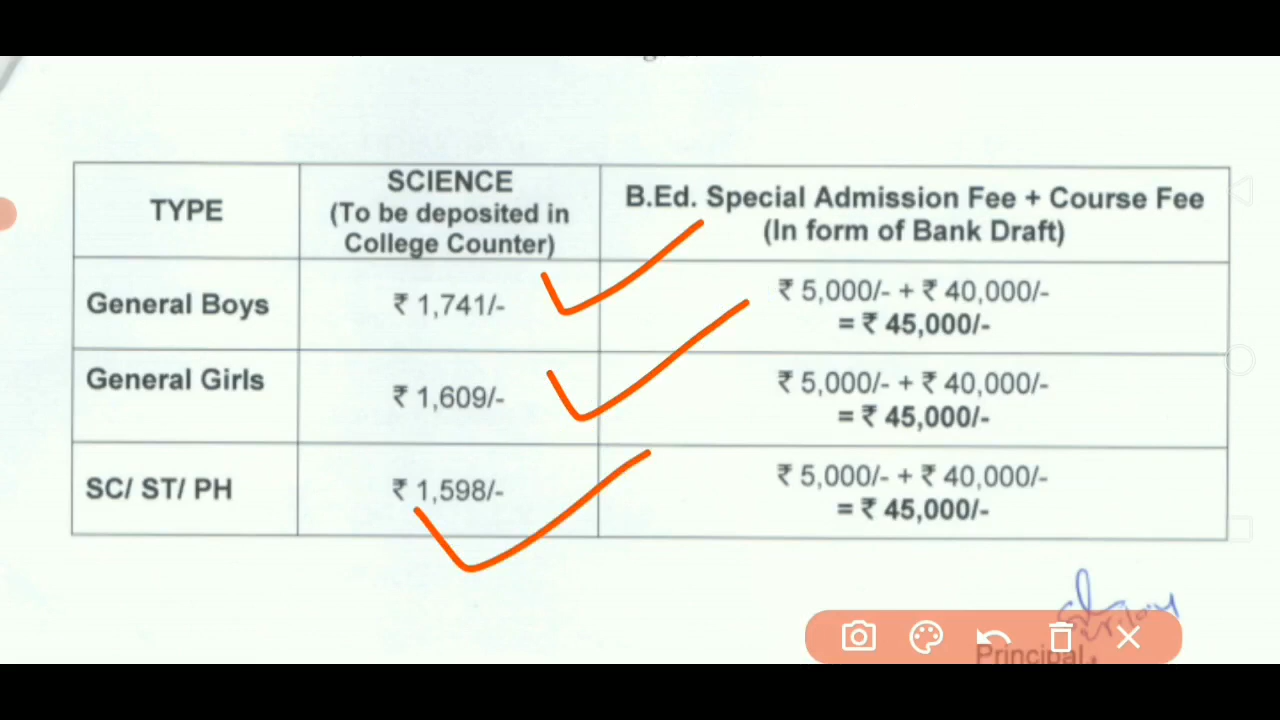 TYPE
SCIENCE
(To be deposited in
College Counter)
B.Ed. Special Admission Fee + Course Fee
(In form of Bank Draft)
General Boys
₹ 1,741/-
₹ 5,000/- + ₹ 40,000/-
= ₹ 45,000/-
General Girls
₹ 1,609/-
₹ 5,000/- + ₹ 40,000/-
= ₹ 45,000/-
SC/ ST/ PH
₹ 1,598/-
₹ 5,000/- + ₹ 40,000/-
= ₹ 45,000/-
Principal